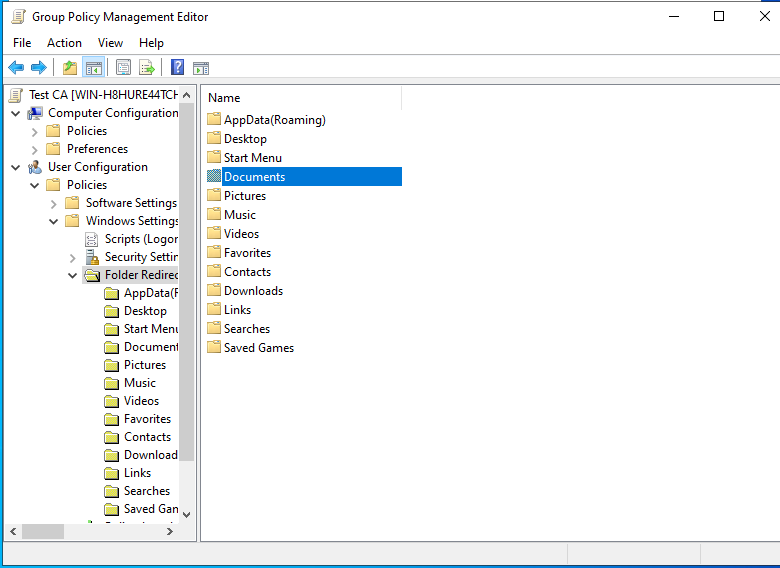 Group Policy Management Editor
File Action View Help
Test CA [WIN-H8HURE44TCH
Computer Configuration
Policies
Preferences
User Configuration
Policies
Software Settings
Windows Settings
Scripts (Logor
Security Settin
Folder Redirec
AppData(F
Desktop
Start Menu
Document
Pictures
Music
Videos
Favorites
Contacts
Download
Links
Searches
Saved Gan
Name
AppData(Roaming)
Desktop
Start Menu
Documents
Pictures
Music
Videos
Favorites
Contacts
Downloads
Links
Searches
Saved Games